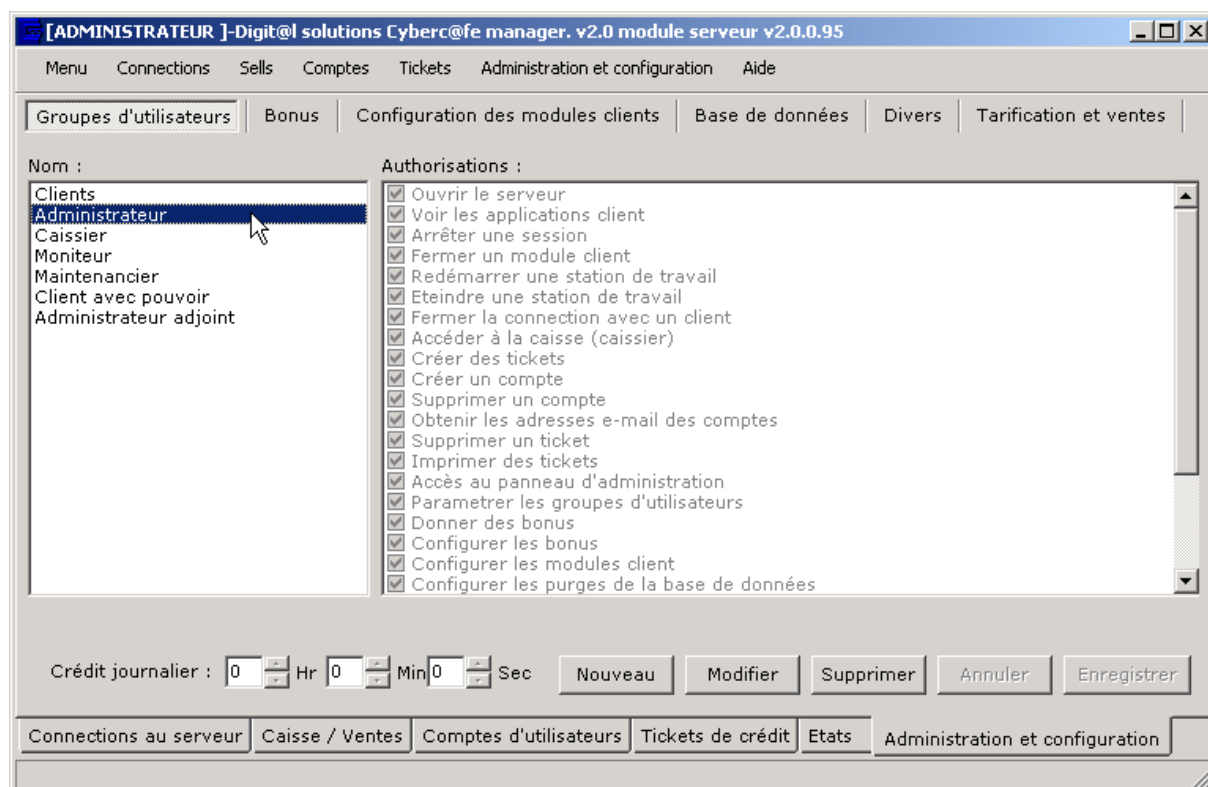 [ADMINISTRATEUR ]-Digit@l solutions Cyberc@fe manager. v2.0 module serveur v2.0.0.95
Menu Connections Sells Comptes Tickets Administration et configuration Aide
Groupes d'utilisateurs Bonus Configuration des modules clients Base de données Divers Tarification et ventes
Nom :
Clients
Administrateur
Caissier
Moniteur
Maintenancier
Client avec pouvoir
Administrateur adjoint
Authorisations :
Ouvrir le serveur
Voir les applications client
Arrêter une session
Fermer un module client
Redémarrer une station de travail
Eteindre une station de travail
Fermer la connection avec un client
Accéder à la caisse (caissier)
Créer des tickets
Créer un compte
Supprimer un compte
Obtenir les adresses e-mail des comptes
Supprimer un ticket
Imprimer des tickets
Accès au panneau d'administration
Parametrer les groupes d'utilisateurs
Donner des bonus
Configurer les bonus
Configurer les modules client
Configurer les purges de la base de données
Crédit journalier : 0 Hr 0 Min 0 Sec Nouveau Modifier Supprimer Annuler Enregistrer
Connections au serveur Caisse / Ventes Comptes d'utilisateurs Tickets de crédit Etats Administration et configuration